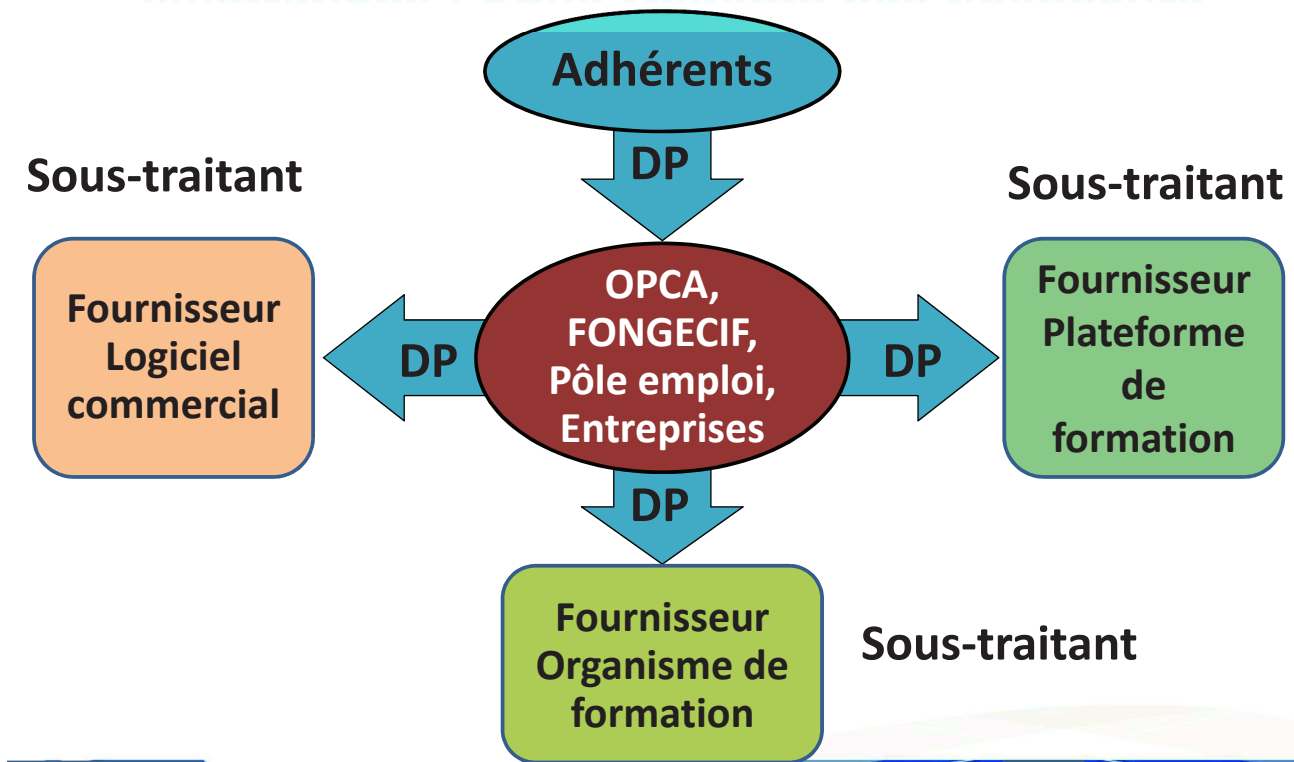 Adhérents
DP
Sous-traitant
Sous-traitant
Fournisseur
Logiciel
commercial
DP
OPCA,
FONGECIF,
Pôle emploi,
Entreprises
DP
Fournisseur
Plateforme
de
formation
DP
Fournisseur
Organisme de
formation
Sous-traitant